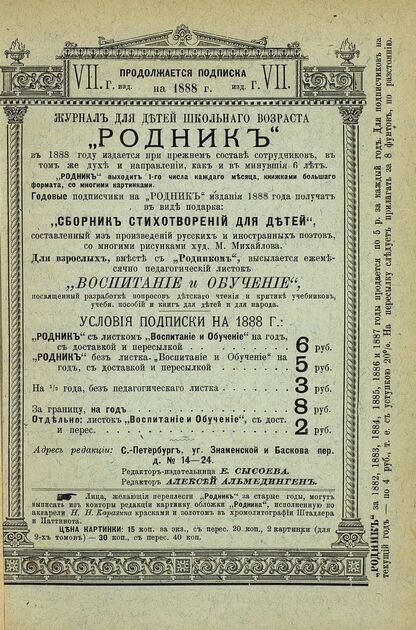 VII. г. изд. ПРОДОЛЖАЕТСЯ ПОДПИСКА изд. г. VII.
на 1888 г.
ЖУРНАЛЪ ДЛЯ ДѢТЕЙ ШКОЛЬНАГО ВОЗРАСТА
„РОДНИКЪ“
въ 1888 году издается при прежнемъ составѣ сотрудниковъ, въ
томъ же духѣ и направленіи, какъ и въ минувшія 6 лѣтъ.
„РОДНИКЪ“ выходитъ 1-го числа каждаго мѣсяца, книжками большаго
формата, со многими картинками.
Годовые подписчики на „РОДНИКЪ“ изданія 1888 года получатъ
въ видѣ подарка:
„СБОРНИКЪ СТИХОТВОРЕНІЙ ДЛЯ ДѢТЕЙ“,
составленный изъ произведеній русскихъ и иностранныхъ поэтовъ,
со многими рисунками худ. М. Михайлова.
Для взрослыхъ, вмѣстѣ съ „Родникомъ“, высылается ежемѣ-
сячно педагогическій листокъ
„ВОСПИТАНІЕ и ОБУЧЕНІЕ“,
посвященный разработкѣ вопросовъ дѣтскаго чтенія и критикѣ учебниковъ,
учебн. пособій и книгъ для дѣтей и для народа.
УСЛОВІЯ ПОДПИСКИ НА 1888 Г.:
„РОДНИКЪ“ съ листкомъ „Воспитаніе и Обученіе“ на годъ,
съ доставкой и пересылкой . . 6 руб.
„РОДНИКЪ“ безъ листка „Воспитаніе и Обученіе“ на
годъ, съ доставкой и пересылкой . . 5 руб.
На ½ года, безъ педагогическаго листка . . 3 руб.
За границу, на годъ . . 8 руб.
Отдѣльно: листокъ „Воспитаніе и Обученіе“, съ дост.
и перес. . . 2 руб.
Адресъ редакціи: С.-Петербургъ, уг. Знаменской и Баскова пер.
д. № 14—24.
Редакторъ-издательница Е. СЫСОЕВА.
Редакторъ АЛЕКСѢЙ АЛЬМЕДИНГЕНЪ.
Лица, желающія переплести „Родникъ“ за старые годы, могутъ
выписать изъ конторы редакціи картинку обложки „Родника“, исполненную по
акварели Н. Н. Каразина красками и золотомъ въ хромолитографіи Штадлера
и Паттинота.
ЦѢНА КАРТИНКИ: 15 коп. за экз., съ перес. 20 коп., 2 картинки (для
2-хъ томовъ) — 30 коп., съ перес. 40 коп.
„РОДНИКЪ“ за 1882, 1883, 1884, 1885, 1886 и 1887 года продается по 5 р. за каждый годъ. Для подписчиковъ на
текущій годъ — по 4 руб., т. е. съ уступкою 20%. На пересылку слѣдуетъ прилагать за 8 фунтовъ, по разстоянію.